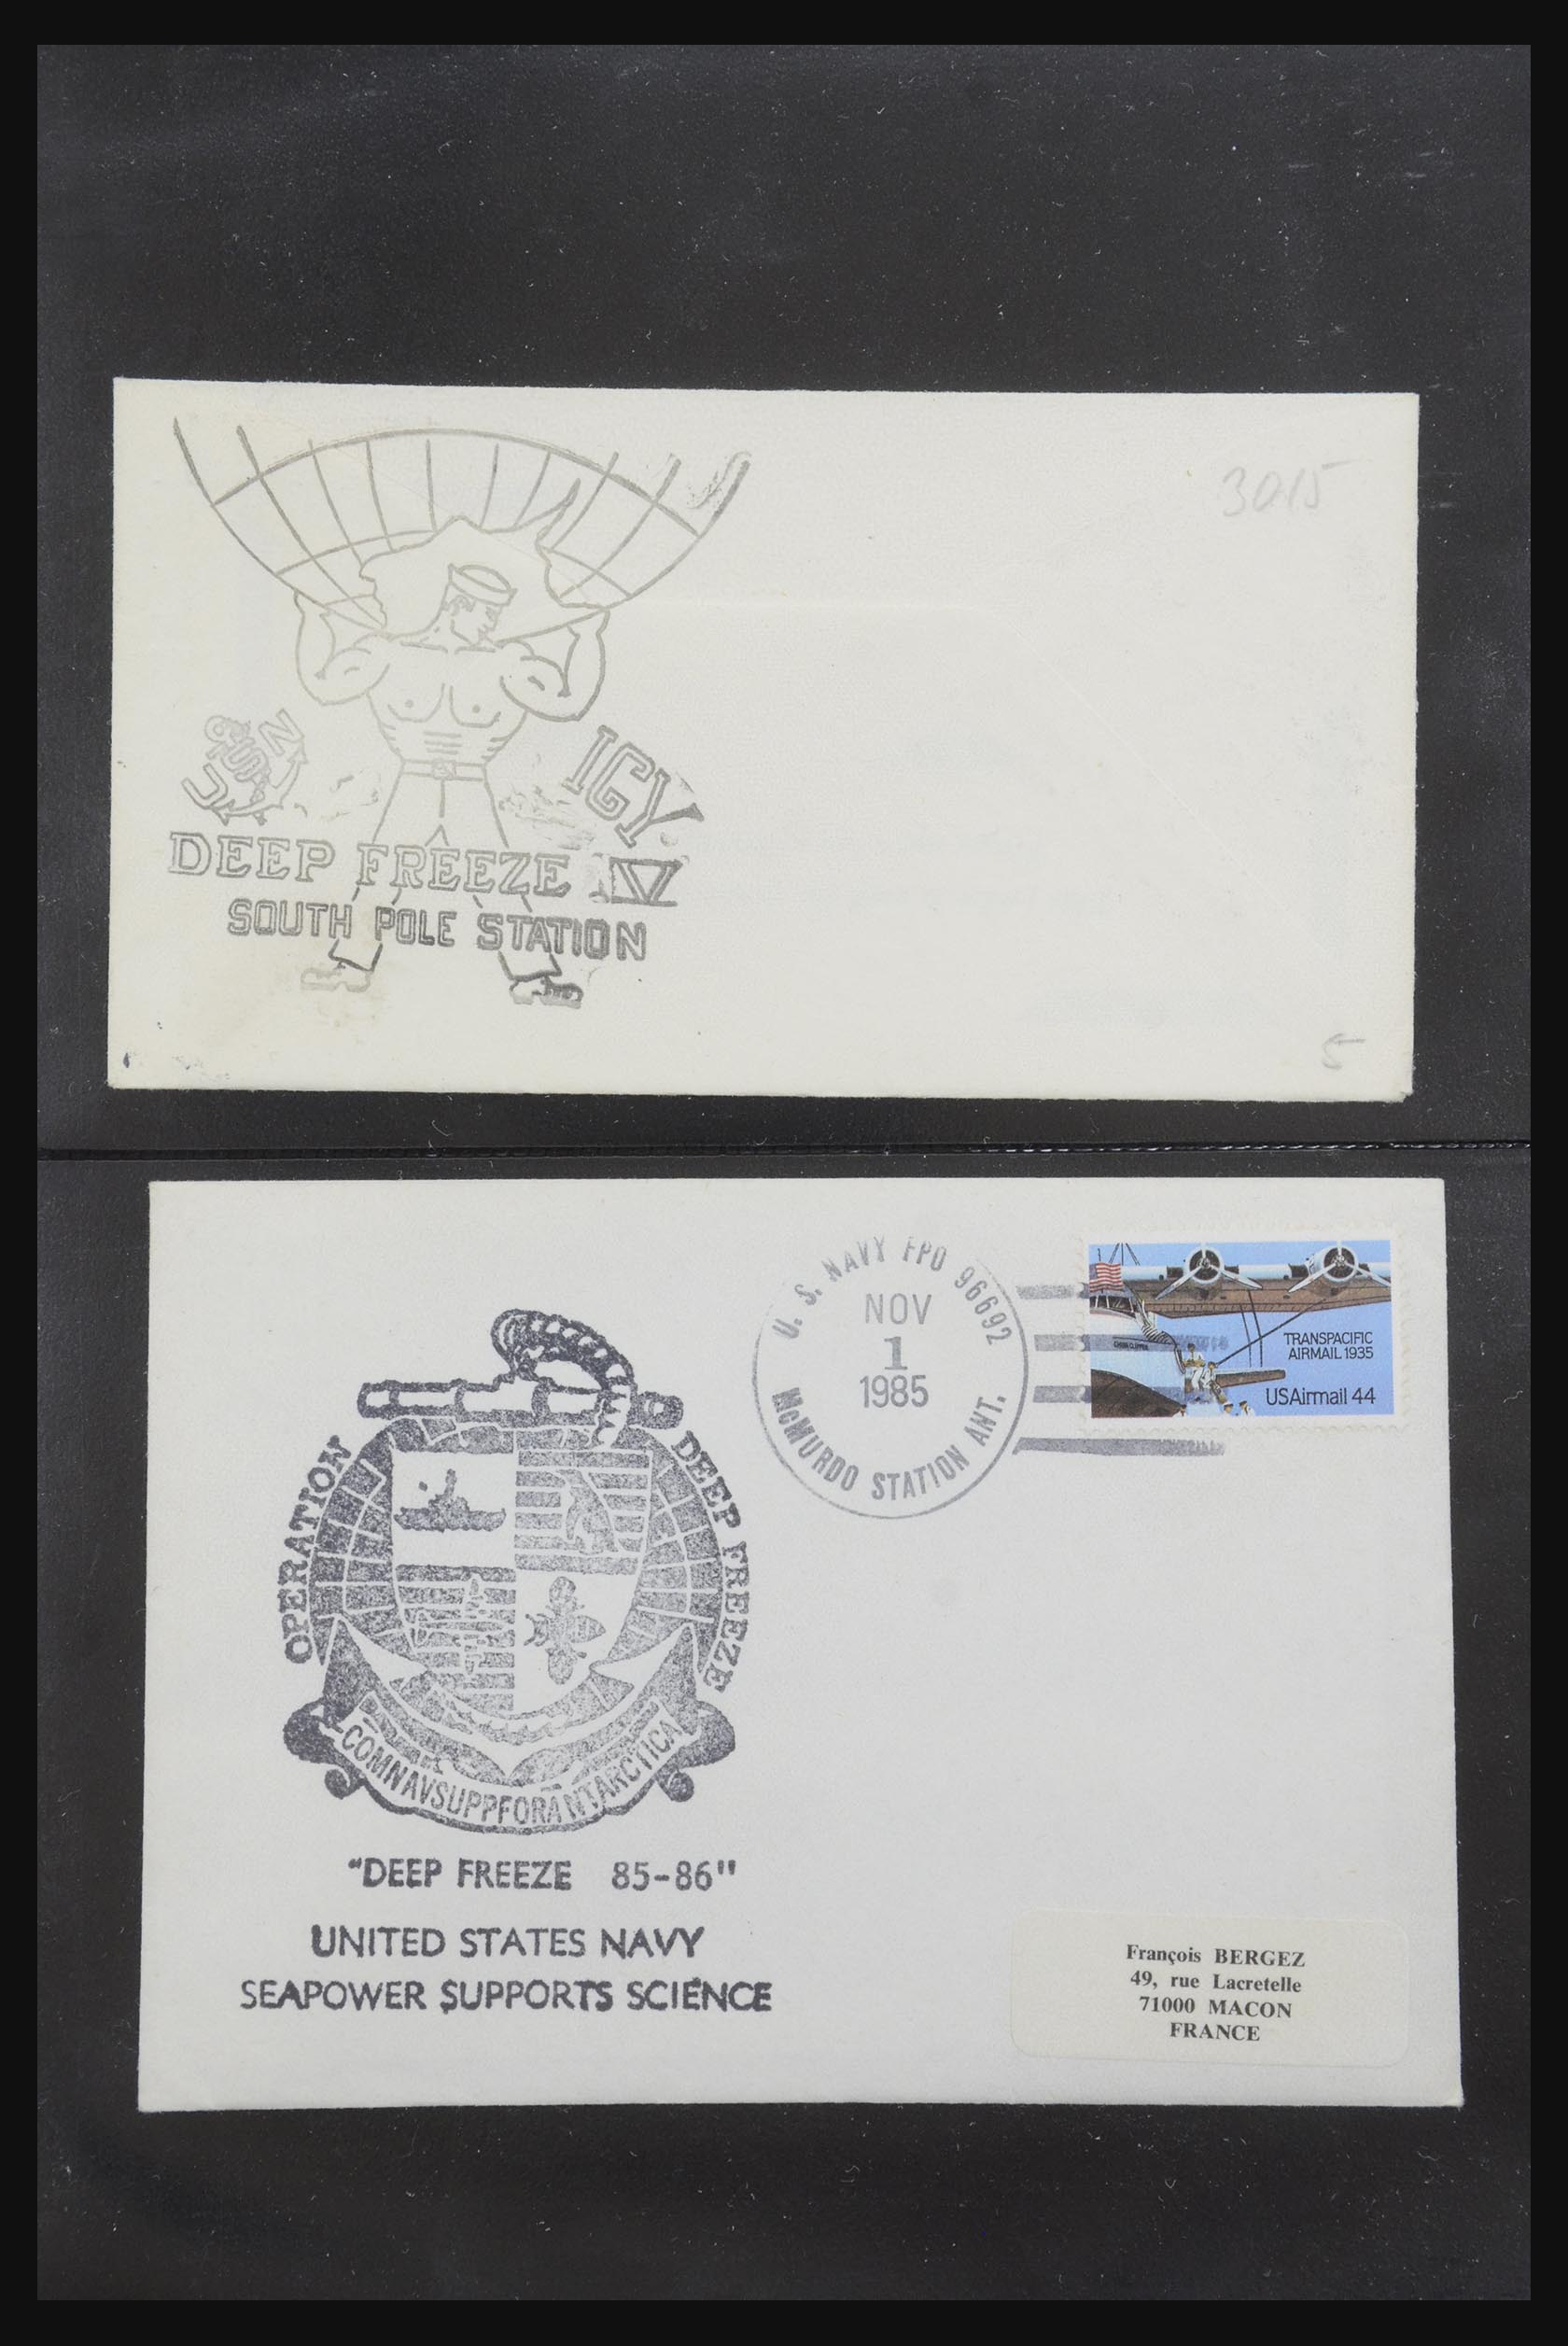 3015
USN
IGY
DEEP FREEZE IV
SOUTH POLE STATION
5
U.S. NAVY FPO 96692
NOV
1
1985
McMURDO STATION ANT.
TRANSPACIFIC
AIRMAIL 1935
USAirmail 44
OPERATION DEEP FREEZE
COMNAVSUPPFORANTARCTICA
"DEEP FREEZE 85-86"
UNITED STATES NAVY
SEAPOWER SUPPORTS SCIENCE
François BERGEZ
49, rue Lacretelle
71000 MACON
FRANCE